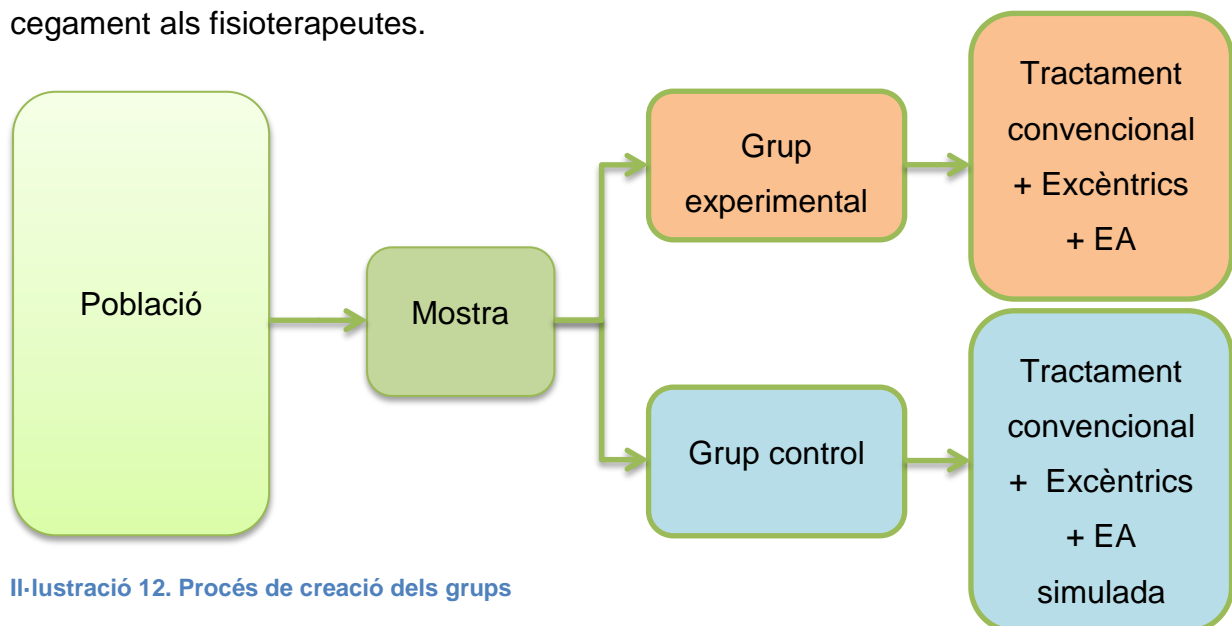 cegament als fisioterapeutes.
Població
Mostra
Grup
experimental
Tractament
convencional
+ Excèntrics
+ EA
Grup control
Tractament
convencional
+ Excèntrics
+ EA
simulada
Il·lustració 12. Procés de creació dels grups